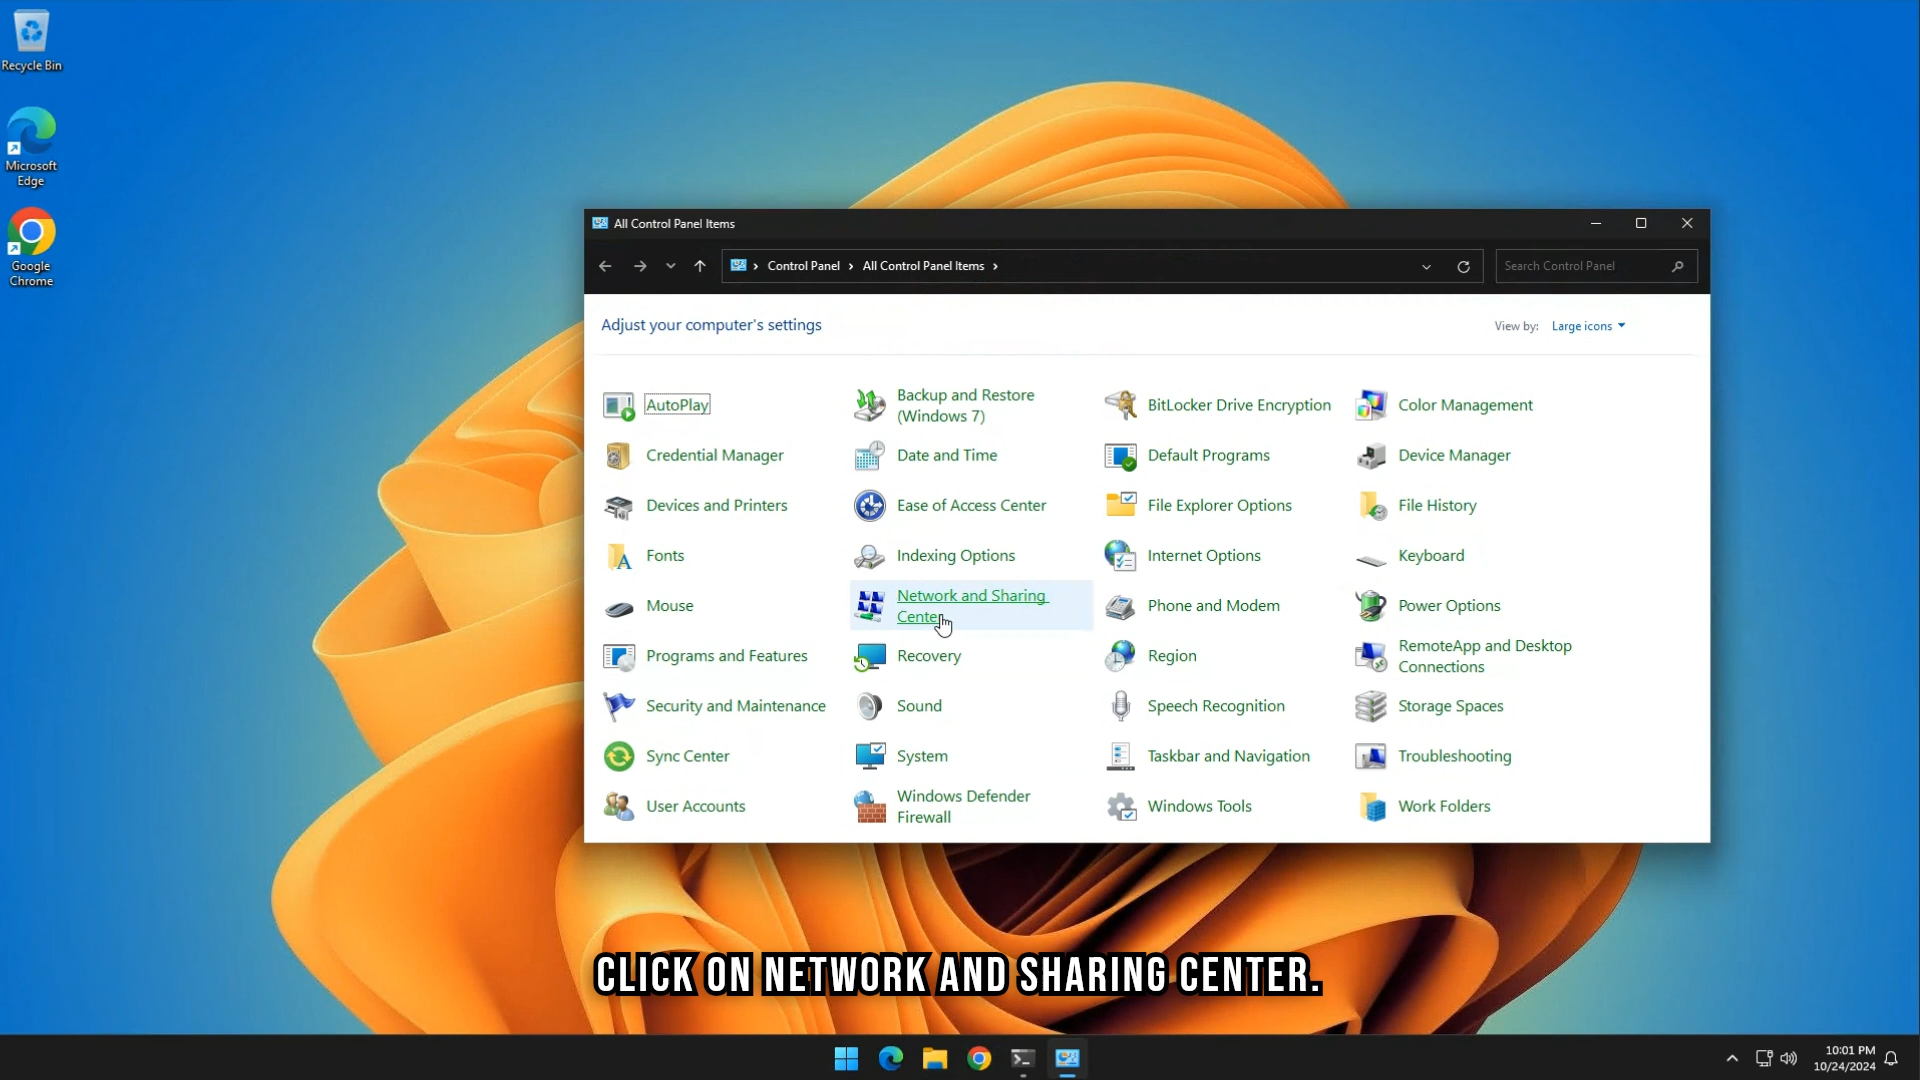 Recycle Bin
Microsoft
Edge
Google
Chrome
All Control Panel Items
Control Panel
All Control Panel Items
Search Control Panel
Adjust your computer's settings
View by:
Large icons
AutoPlay
Backup and Restore
(Windows 7)
BitLocker Drive Encryption
Color Management
Credential Manager
Date and Time
Default Programs
Device Manager
Devices and Printers
Ease of Access Center
File Explorer Options
File History
Fonts
Indexing Options
Internet Options
Keyboard
Mouse
Network and Sharing
Center
Phone and Modem
Power Options
Programs and Features
Recovery
Region
RemoteApp and Desktop
Connections
Security and Maintenance
Sound
Speech Recognition
Storage Spaces
Sync Center
System
Taskbar and Navigation
Troubleshooting
User Accounts
Windows Defender
Firewall
Windows Tools
Work Folders
CLICK ON NETWORK AND SHARING CENTER.
10:01 PM
10/24/2024